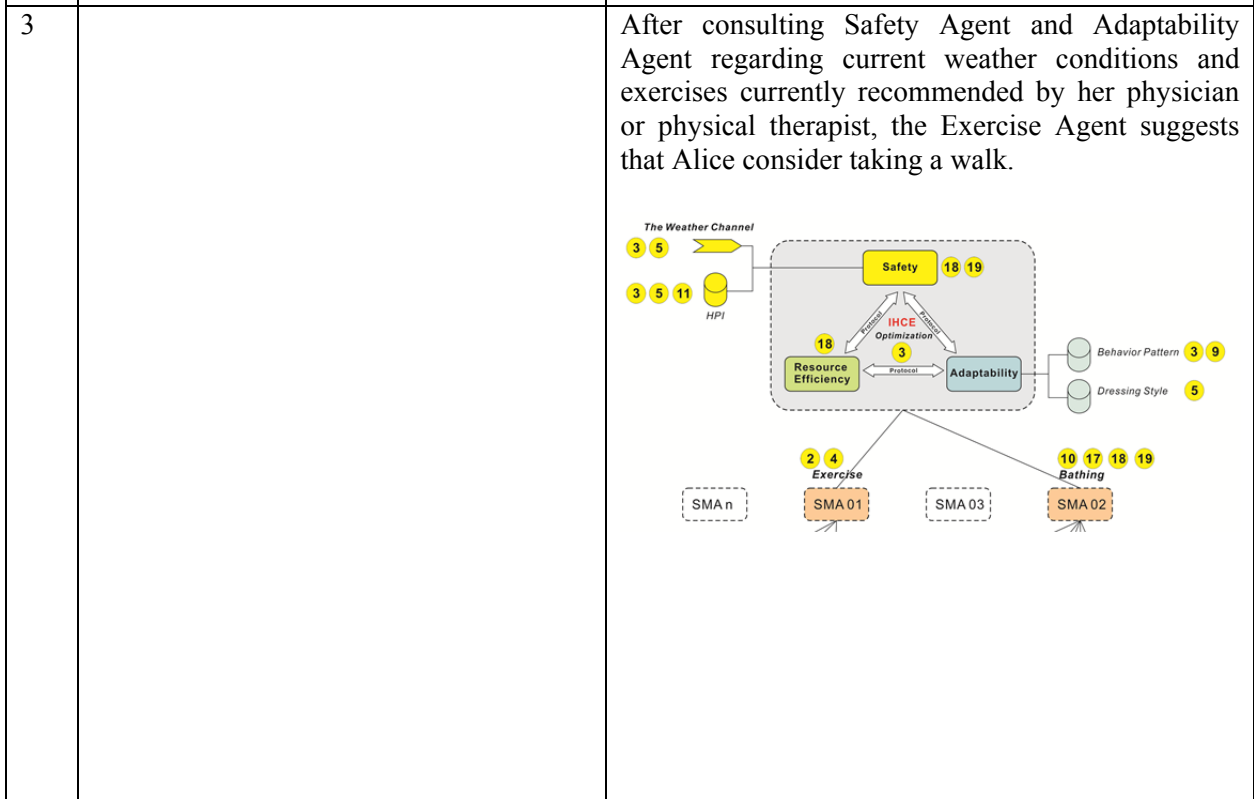 3
After consulting Safety Agent and Adaptability
Agent regarding current weather conditions and
exercises currently recommended by her physician
or physical therapist, the Exercise Agent suggests
that Alice consider taking a walk.
The Weather Channel
3 5
Safety
18 19
3 5 11
HPI
Protocol
Protocol
IHCE
Optimization
18
3
Behavior Pattern 3 9
Resource
Efficiency
Protocol
Adaptability
Dressing Style 5
2 4
Exercise
10 17 18 19
Bathing
SMA n
SMA 01
SMA 03
SMA 02